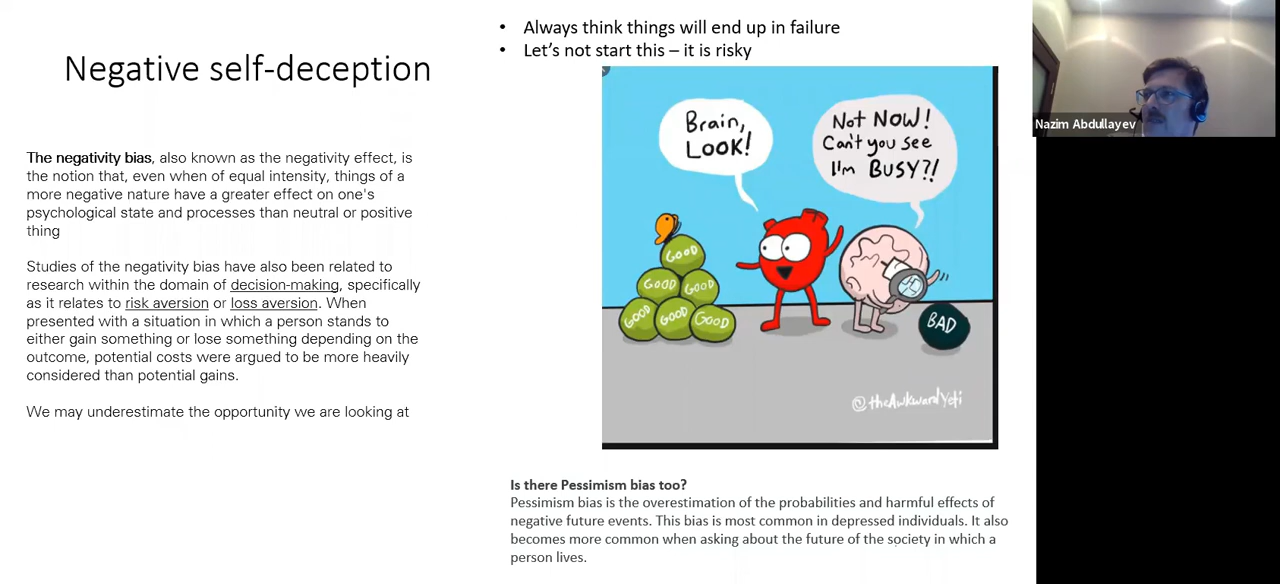 Negative self-deception
The negativity bias, also known as the negativity effect, is
the notion that, even when of equal intensity, things of a
more negative nature have a greater effect on one's
psychological state and processes than neutral or positive
thing
Studies of the negativity bias have also been related to
research within the domain of decision-making, specifically
as it relates to risk aversion or loss aversion. When
presented with a situation in which a person stands to
either gain something or lose something depending on the
outcome, potential costs were argued to be more heavily
considered than potential gains.
We may underestimate the opportunity we are looking at
• Always think things will end up in failure
• Let's not start this – it is risky
Brain,
LOOK!
Not NOW!
Can't you see
I'm BUSY?!
GOOD
GOOD GOOD
GOOD GOOD GOOD
BAD
@theAwkwardYeti
Is there Pessimism bias too?
Pessimism bias is the overestimation of the probabilities and harmful effects of
negative future events. This bias is most common in depressed individuals. It also
becomes more common when asking about the future of the society in which a
person lives.
Nazim Abdullayev